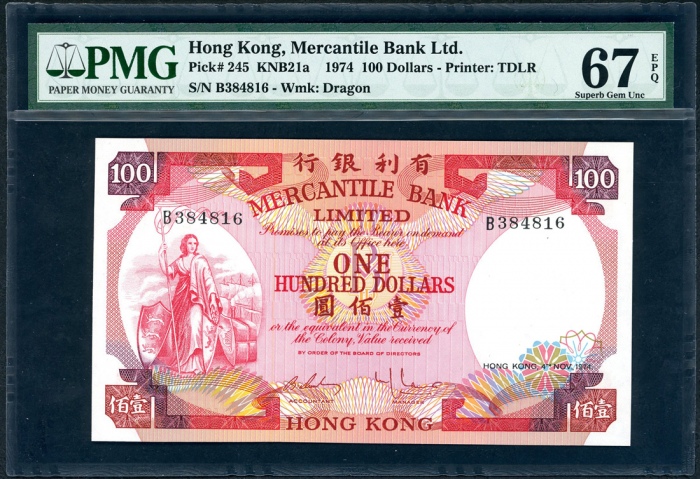 PMG
PAPER MONEY GUARANTY
Hong Kong, Mercantile Bank Ltd.
Pick# 245 KNB21a 1974 100 Dollars - Printer: TDLR
S/N B384816 - Wmk: Dragon
67 EPQ
Superb Gem Unc
100
行銀利有
100
MERCANTILE BANK
LIMITED
B384816
B384816
Promises to pay the Bearer on demand
at its Office here
ONE
HUNDRED DOLLARS
圓佰壹
or the equivalent in the Currency of
the Colony, Value received
BY ORDER OF THE BOARD OF DIRECTORS
HONG KONG, 4TH NOV. 1974.
ACCOUNTANT
MANAGER
佰壹
HONG KONG
佰壹